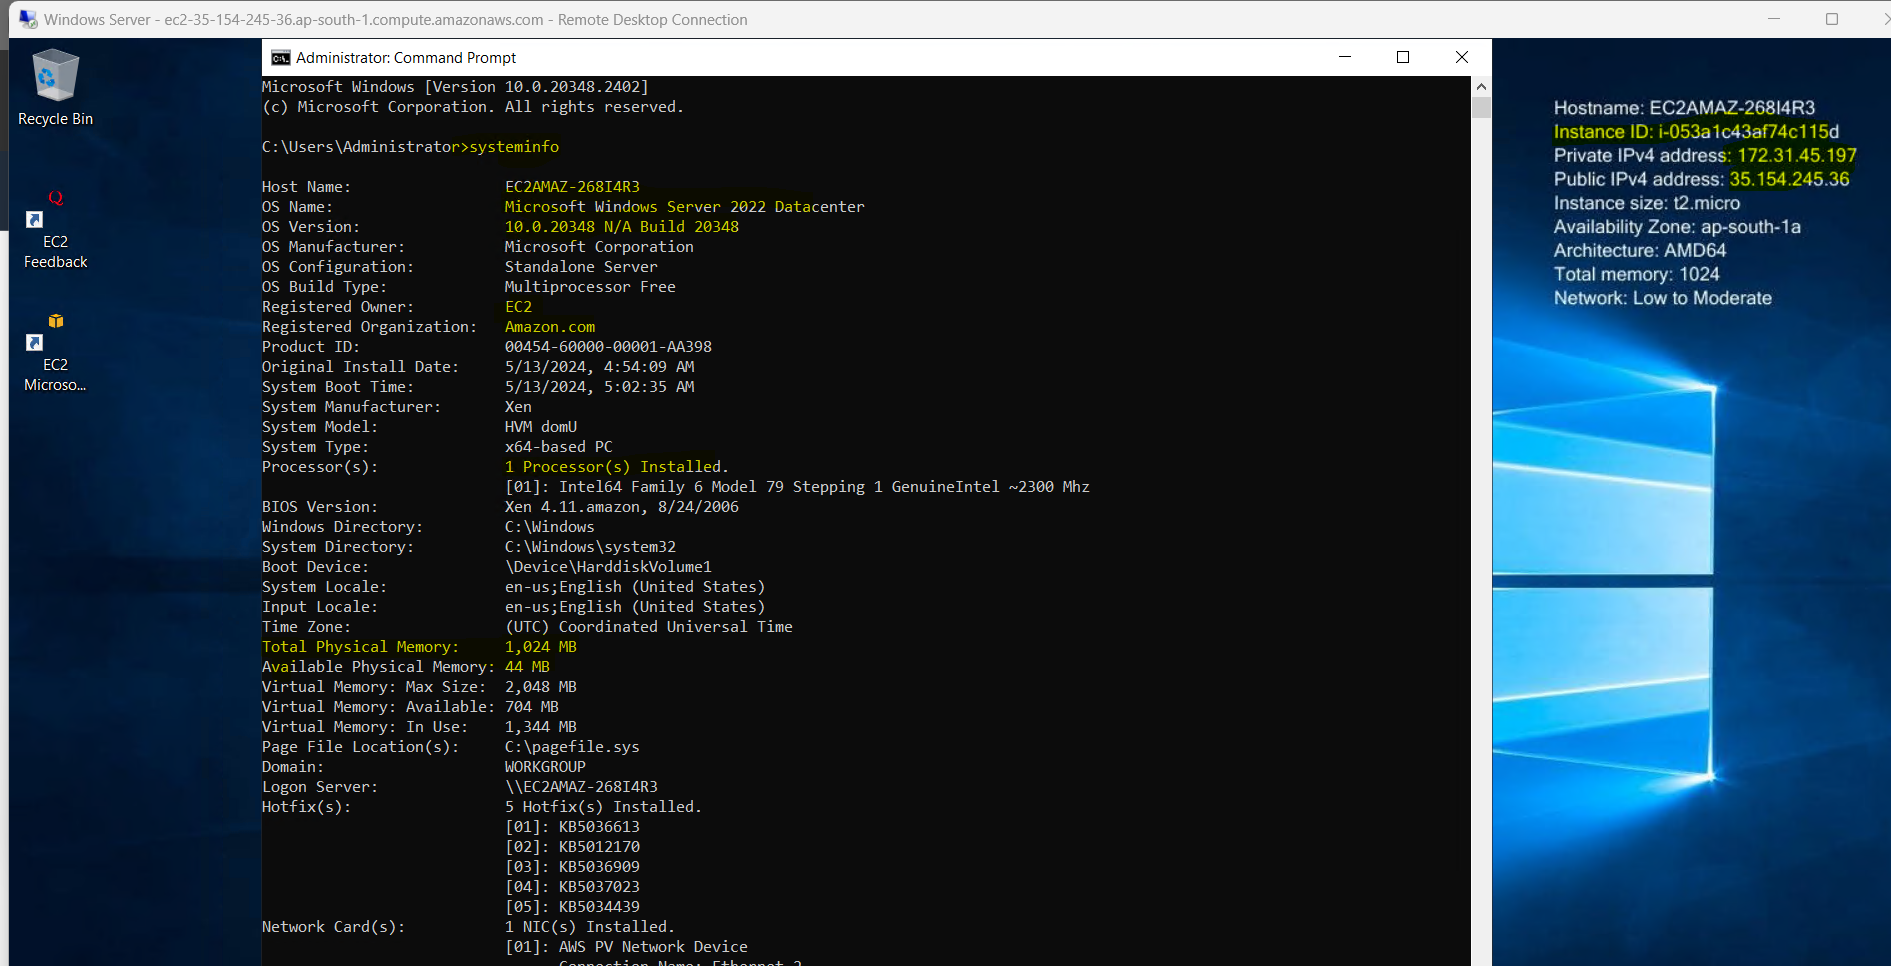 Windows Server - ec2-35-154-245-36.ap-south-1.compute.amazonaws.com - Remote Desktop Connection
Recycle Bin
EC2
Feedback
EC2
Microso...
Administrator: Command Prompt
Microsoft Windows [Version 10.0.20348.2402]
(c) Microsoft Corporation. All rights reserved.
C:\Users\Administrator>systeminfo
Host Name: EC2AMAZ-268I4R3
OS Name: Microsoft Windows Server 2022 Datacenter
OS Version: 10.0.20348 N/A Build 20348
OS Manufacturer: Microsoft Corporation
OS Configuration: Standalone Server
OS Build Type: Multiprocessor Free
Registered Owner: EC2
Registered Organization: Amazon.com
Product ID: 00454-60000-00001-AA398
Original Install Date: 5/13/2024, 4:54:09 AM
System Boot Time: 5/13/2024, 5:02:35 AM
System Manufacturer: Xen
System Model: HVM domU
System Type: x64-based PC
Processor(s): 1 Processor(s) Installed.
[01]: Intel64 Family 6 Model 79 Stepping 1 GenuineIntel ~2300 Mhz
BIOS Version: Xen 4.11.amazon, 8/24/2006
Windows Directory: C:\Windows
System Directory: C:\Windows\system32
Boot Device: \Device\HarddiskVolume1
System Locale: en-us;English (United States)
Input Locale: en-us;English (United States)
Time Zone: (UTC) Coordinated Universal Time
Total Physical Memory: 1,024 MB
Available Physical Memory: 44 MB
Virtual Memory: Max Size: 2,048 MB
Virtual Memory: Available: 704 MB
Virtual Memory: In Use: 1,344 MB
Page File Location(s): C:\pagefile.sys
Domain: WORKGROUP
Logon Server: \\EC2AMAZ-268I4R3
Hotfix(s): 5 Hotfix(s) Installed.
[01]: KB5036613
[02]: KB5012170
[03]: KB5036909
[04]: KB5037023
[05]: KB5034439
Network Card(s): 1 NIC(s) Installed.
[01]: AWS PV Network Device
Connection Name: Ethernet 2
Hostname: EC2AMAZ-268I4R3
Instance ID: i-053a1c43af74c115d
Private IPv4 address: 172.31.45.197
Public IPv4 address: 35.154.245.36
Instance size: t2.micro
Availability Zone: ap-south-1a
Architecture: AMD64
Total memory: 1024
Network: Low to Moderate